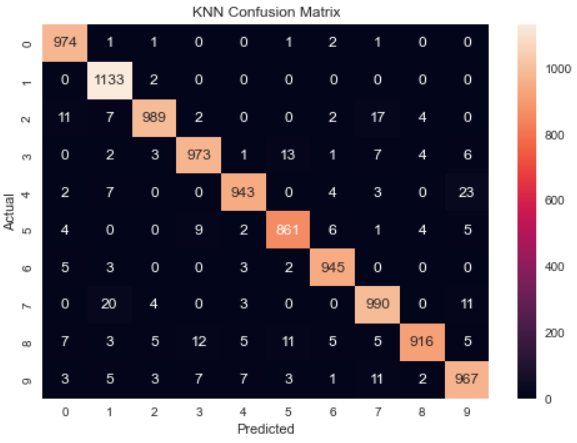 KNN Confusion Matrix
0 974 1 1 0 0 1 2 1 0 0
1 0 1133 2 0 0 0 0 0 0 0
2 11 7 989 2 0 0 2 17 4 0
3 0 2 3 973 1 13 1 7 4 6
4 2 7 0 0 943 0 4 3 0 23
5 4 0 0 9 2 861 6 1 4 5
6 5 3 0 0 3 2 945 0 0 0
7 0 20 4 0 3 0 0 990 0 11
8 7 3 5 12 5 11 5 5 916 5
9 3 5 3 7 7 3 1 11 2 967
0 1 2 3 4 5 6 7 8 9
Predicted
Actual
1000
800
600
400
200
0